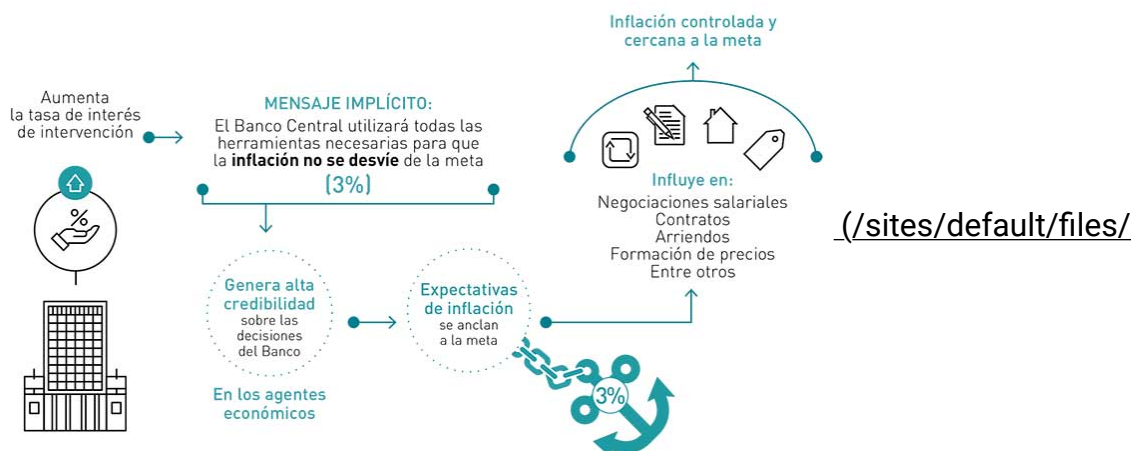 Aumenta
la tasa de interés
de intervención
MENSAJE IMPLÍCITO:
El Banco Central utilizará todas las
herramientas necesarias para que
la inflación no se desvíe de la meta
(3%)
%
Genera alta
credibilidad
sobre las
decisiones
del Banco
En los agentes
económicos
Expectativas
de inflación
se anclan
a la meta
3%
Inflación controlada y
cercana a la meta
Influye en:
Negociaciones salariales
Contratos
Arriendos
Formación de precios
Entre otros
(/sites/default/files/